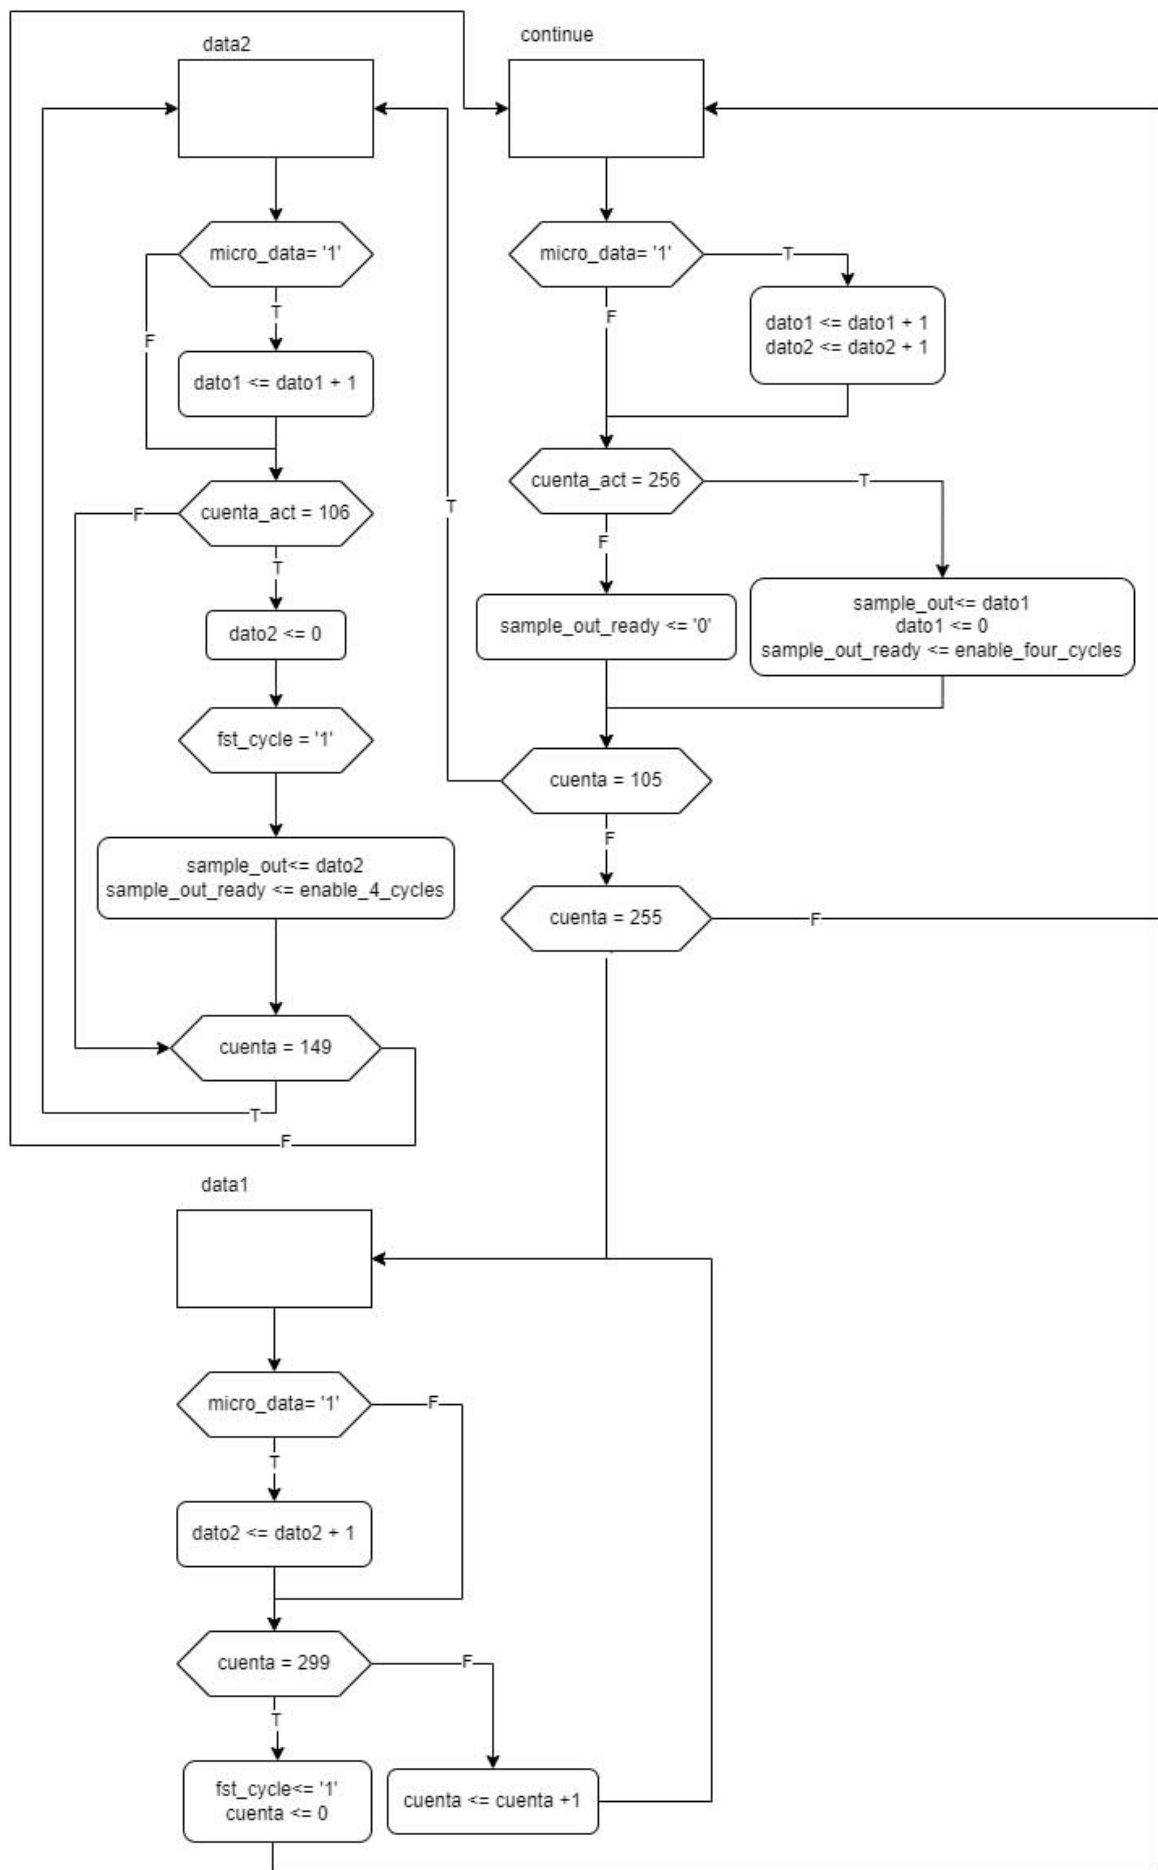 data2
micro_data= '1'
T
F
dato1 <= dato1 + 1
cuenta_act = 106
F
T
dato2 <= 0
fst_cycle = '1'
sample_out<= dato2
sample_out_ready <= enable_4_cycles
cuenta = 149
T
F
continue
micro_data= '1'
T
F
dato1 <= dato1 + 1
dato2 <= dato2 + 1
cuenta_act = 256
T
F
sample_out_ready <= '0'
sample_out<= dato1
dato1 <= 0
sample_out_ready <= enable_four_cycles
cuenta = 105
T
F
cuenta = 255
F
data1
micro_data= '1'
F
T
dato2 <= dato2 + 1
cuenta = 299
F
T
fst_cycle<= '1'
cuenta <= 0
cuenta <= cuenta +1